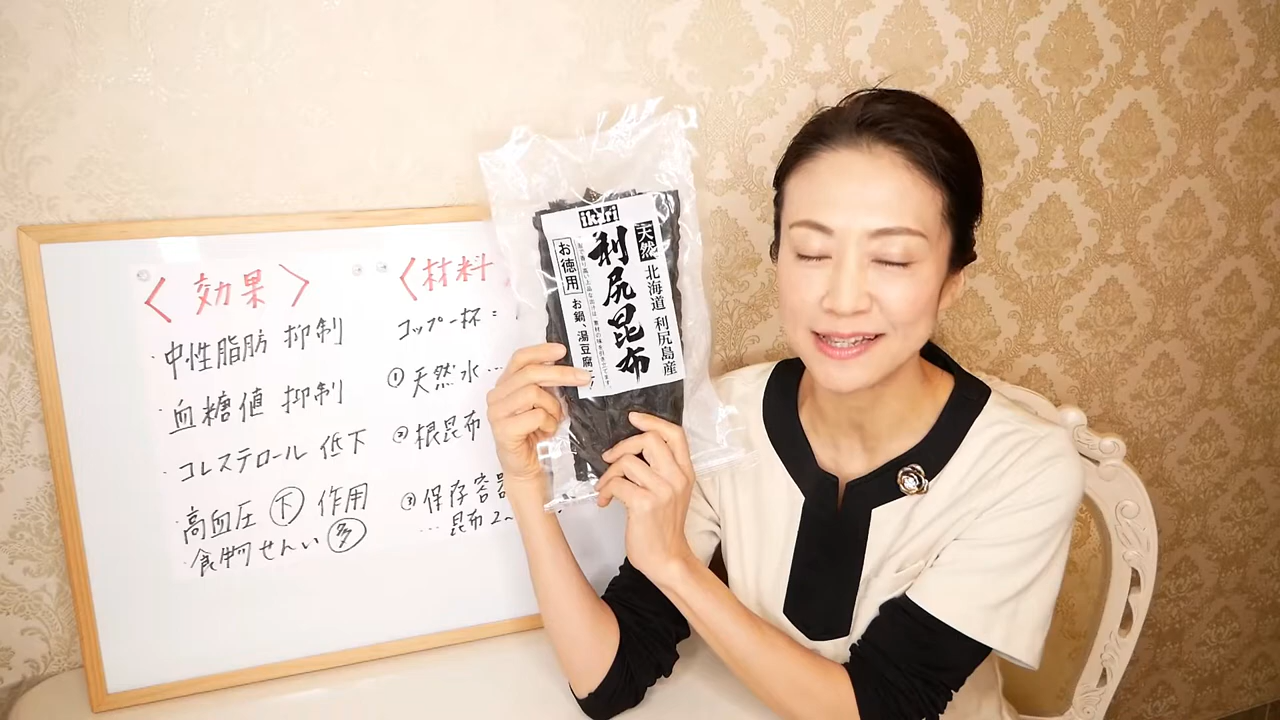 〈効果〉
・中性脂肪 抑制
・血糖値 抑制
・コレステロール 低下
・高血圧 下 作用
・食物せんい 多
〈材料
コップ一杯=
① 天然水…
② 根昆布
③ 保存容器
… 昆布2〜
天然 北海道 利尻島産
利尻昆布
お徳用
お鍋、湯豆腐